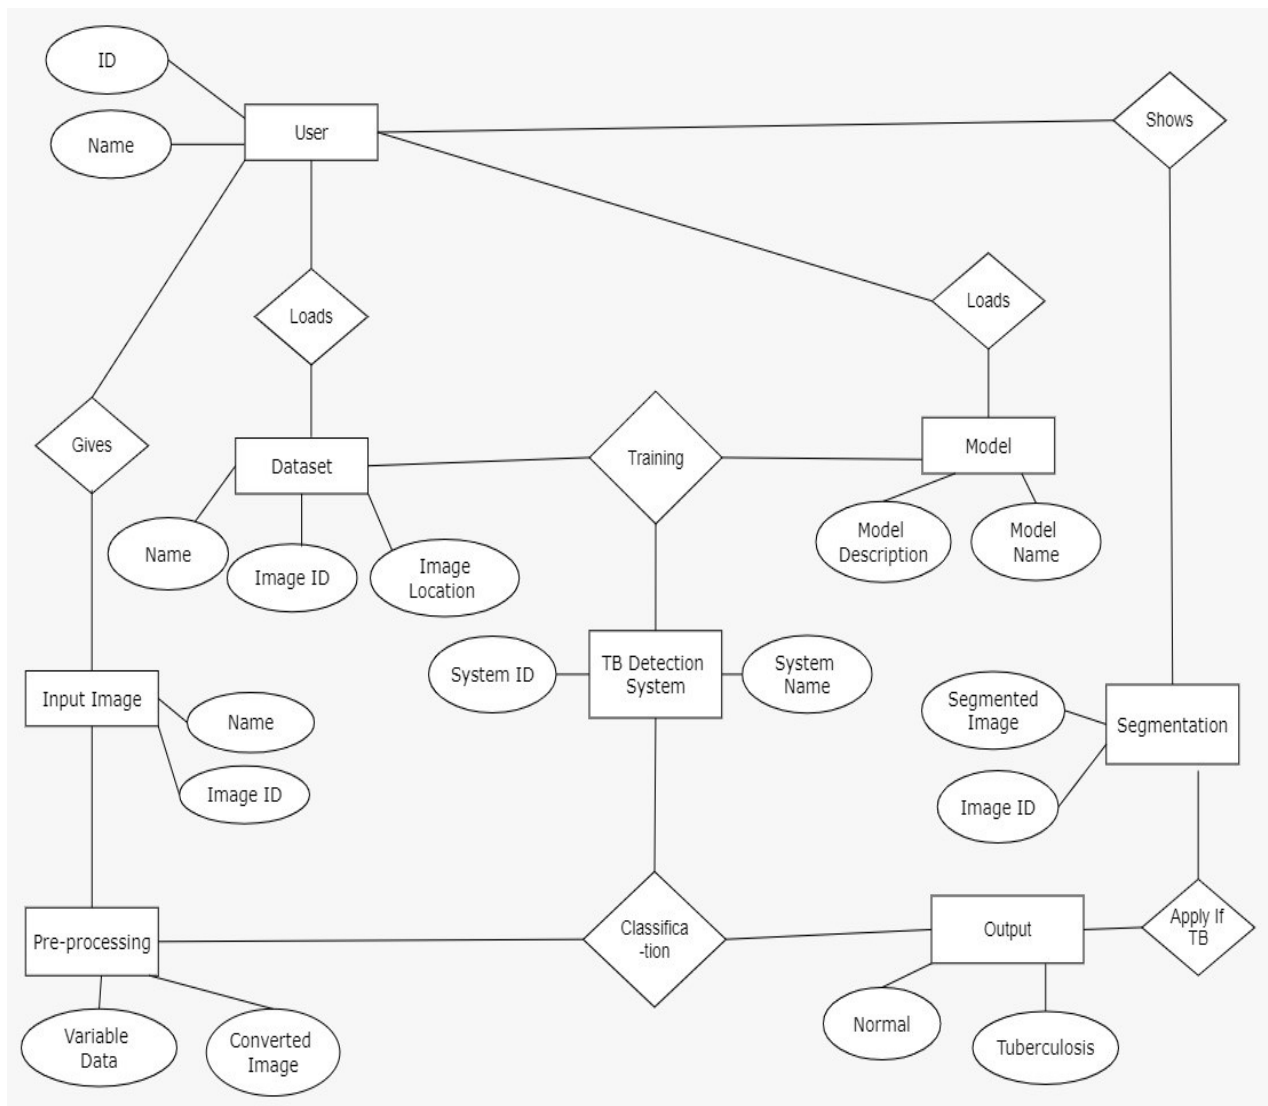 ID
Name
User
Shows
Loads
Loads
Gives
Dataset
Training
Model
Name
Image ID
Image
Location
Model
Description
Model
Name
System ID
TB Detection
System
System
Name
Input Image
Name
Image ID
Segmented
Image
Segmentation
Image ID
Pre-processing
Classifica
-tion
Output
Apply If
TB
Variable
Data
Converted
Image
Normal
Tuberculosis